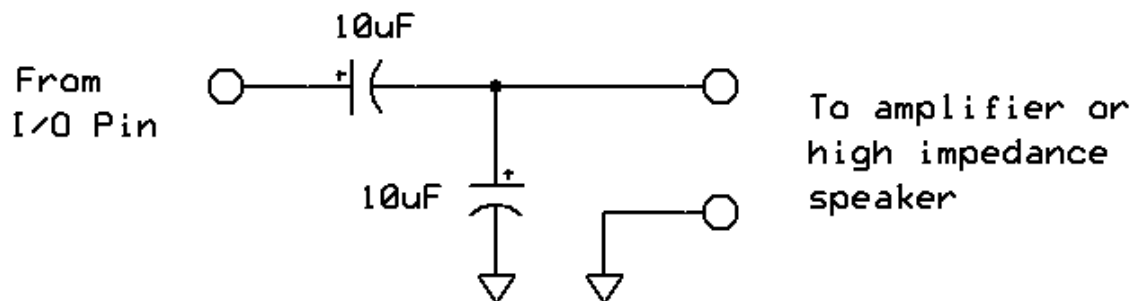 10uF
From
I/O Pin
To amplifier or
high impedance
speaker
+
10uF
+